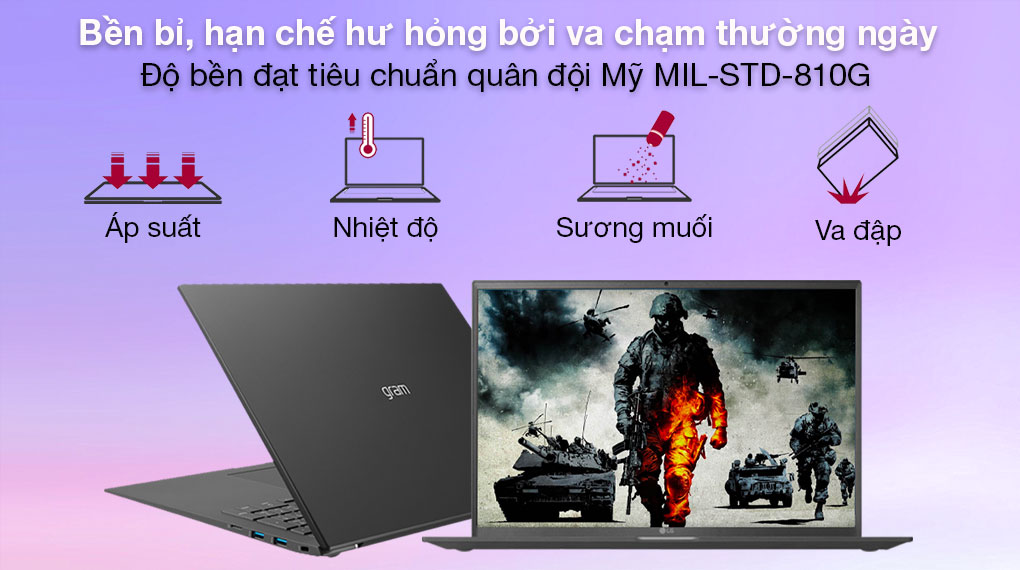 Bền bỉ, hạn chế hư hỏng bởi va chạm thường ngày
Độ bền đạt tiêu chuẩn quân đội Mỹ MIL-STD-810G
Áp suất
Nhiệt độ
Sương muối
Va đập
gram
LG